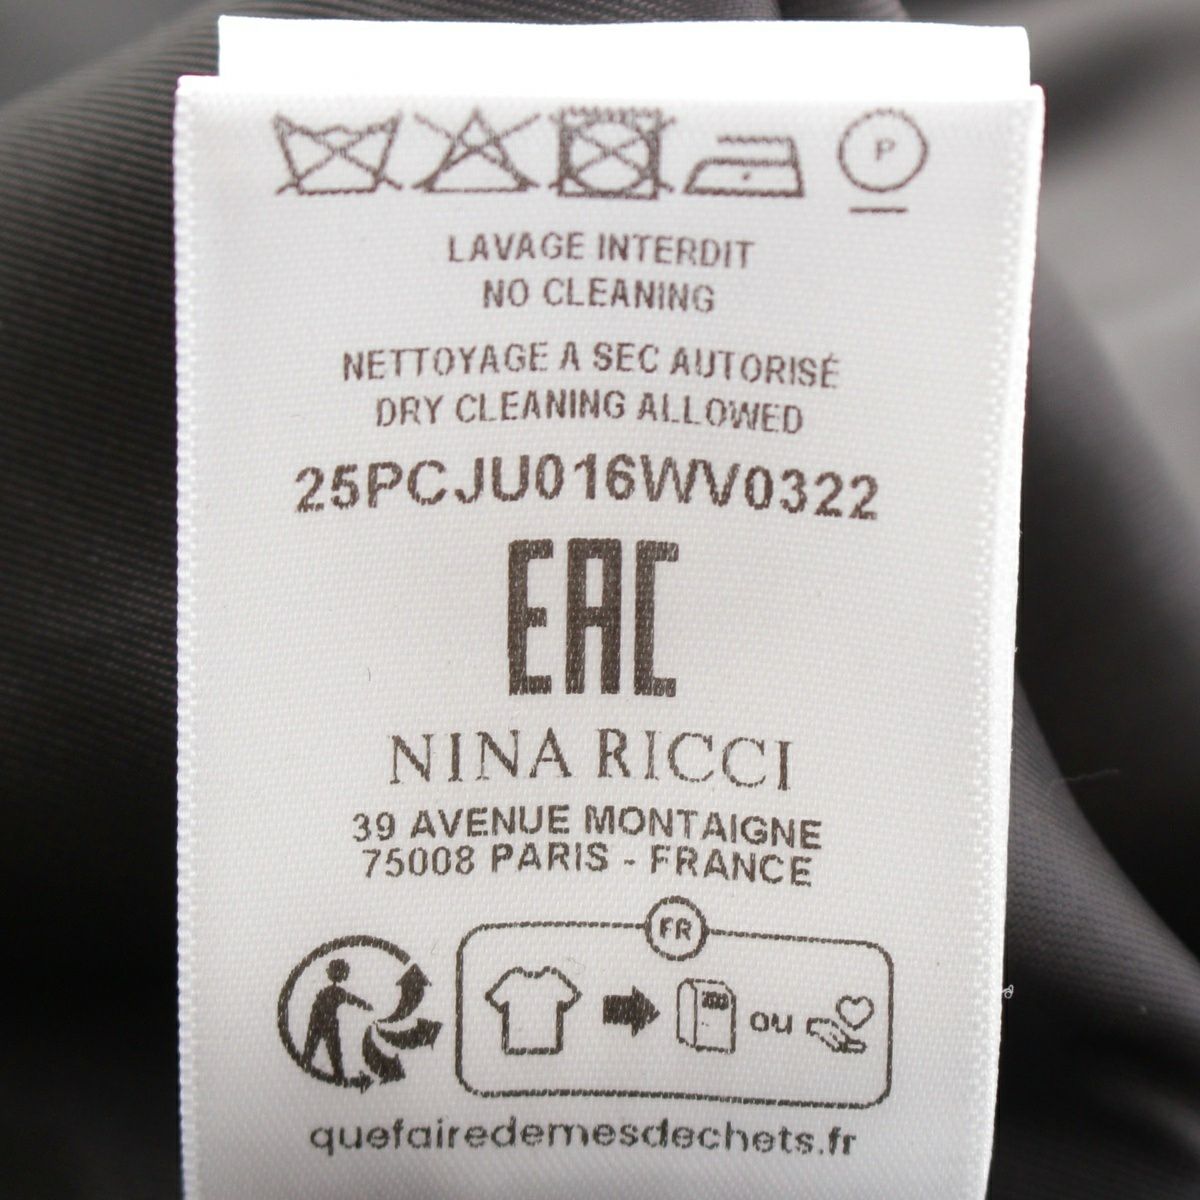 P
LAVAGE INTERDIT
NO CLEANING
NETTOYAGE A SEC AUTORISÉ
DRY CLEANING ALLOWED
25PCJU016WV0322
EAC
NINA RICCI
39 AVENUE MONTAIGNE
75008 PARIS - FRANCE
FR
ou
quefairedemesdechets.fr